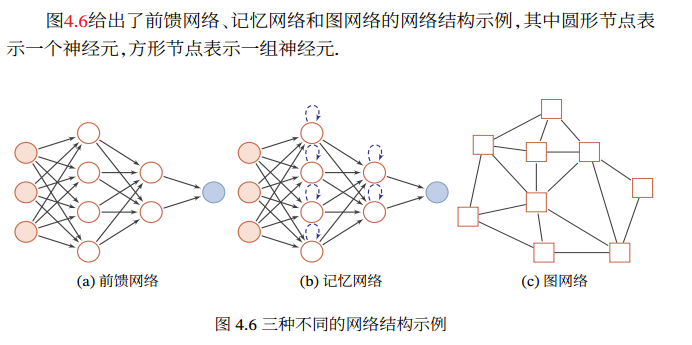 图4.6给出了前馈网络、记忆网络和图网络的网络结构示例,其中圆形节点表
示一个神经元,方形节点表示一组神经元.
(a) 前馈网络
(b) 记忆网络
(c) 图网络
图 4.6 三种不同的网络结构示例